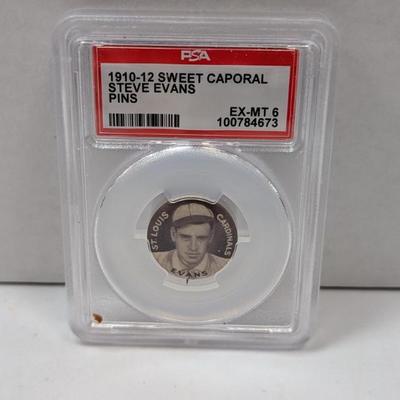 PSA
1910-12 SWEET CAPORAL
STEVE EVANS
PINS
EX-MT 6
100784673
ST. LOUIS
CARDINALS
EVANS